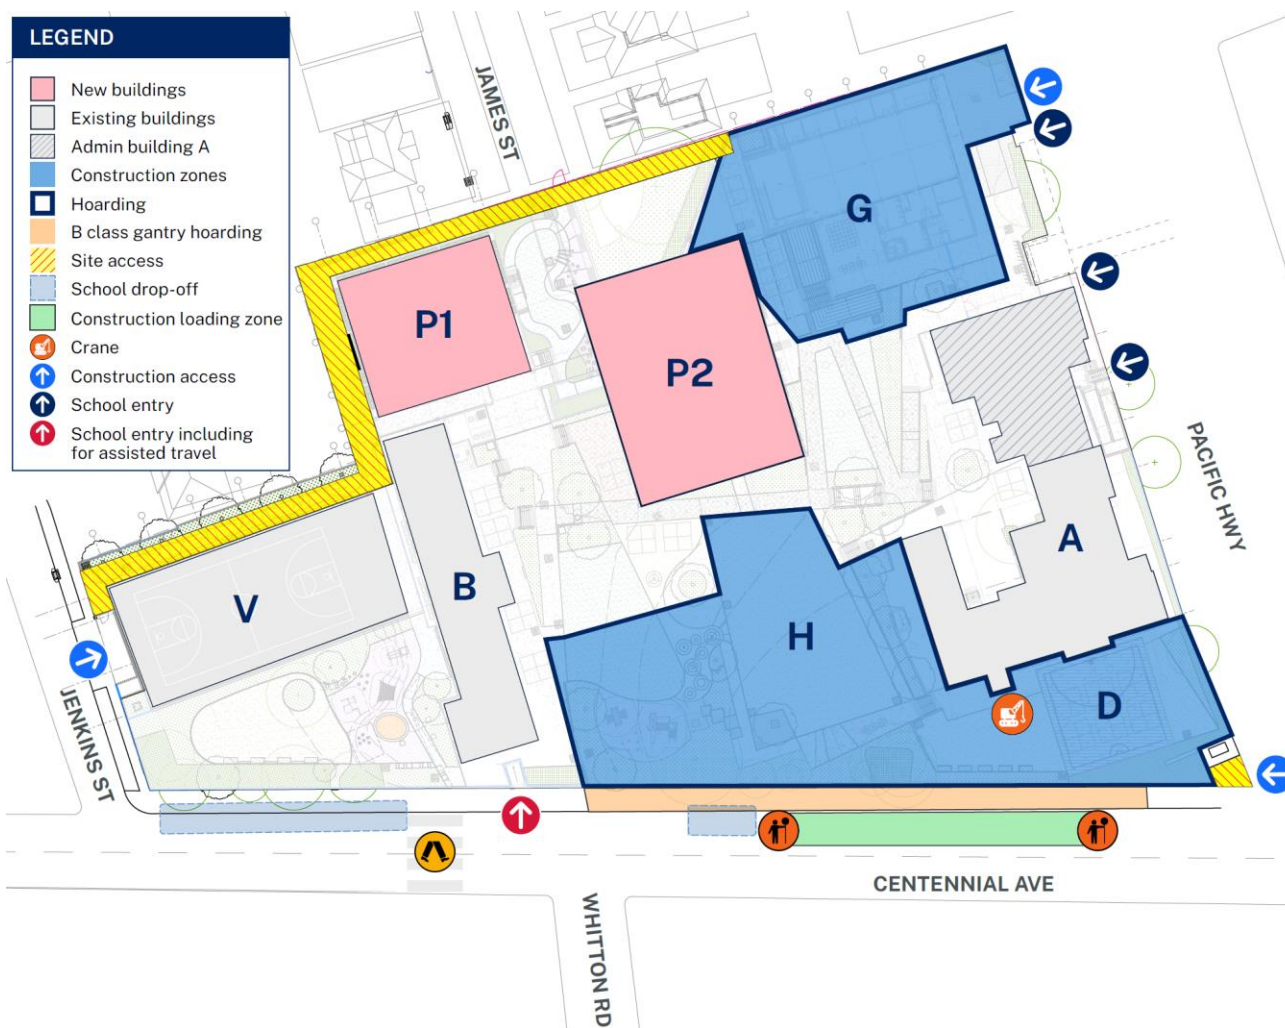 LEGEND
New buildings
Existing buildings
Admin building A
Construction zones
Hoarding
B class gantry hoarding
Site access
School drop-off
Construction loading zone
Crane
Construction access
School entry
School entry including
for assisted travel
JAMES ST
G
P1
P2
PACIFIC HWY
A
B
V
H
D
JENKINS ST
CENTENNIAL AVE
WHITTON RD